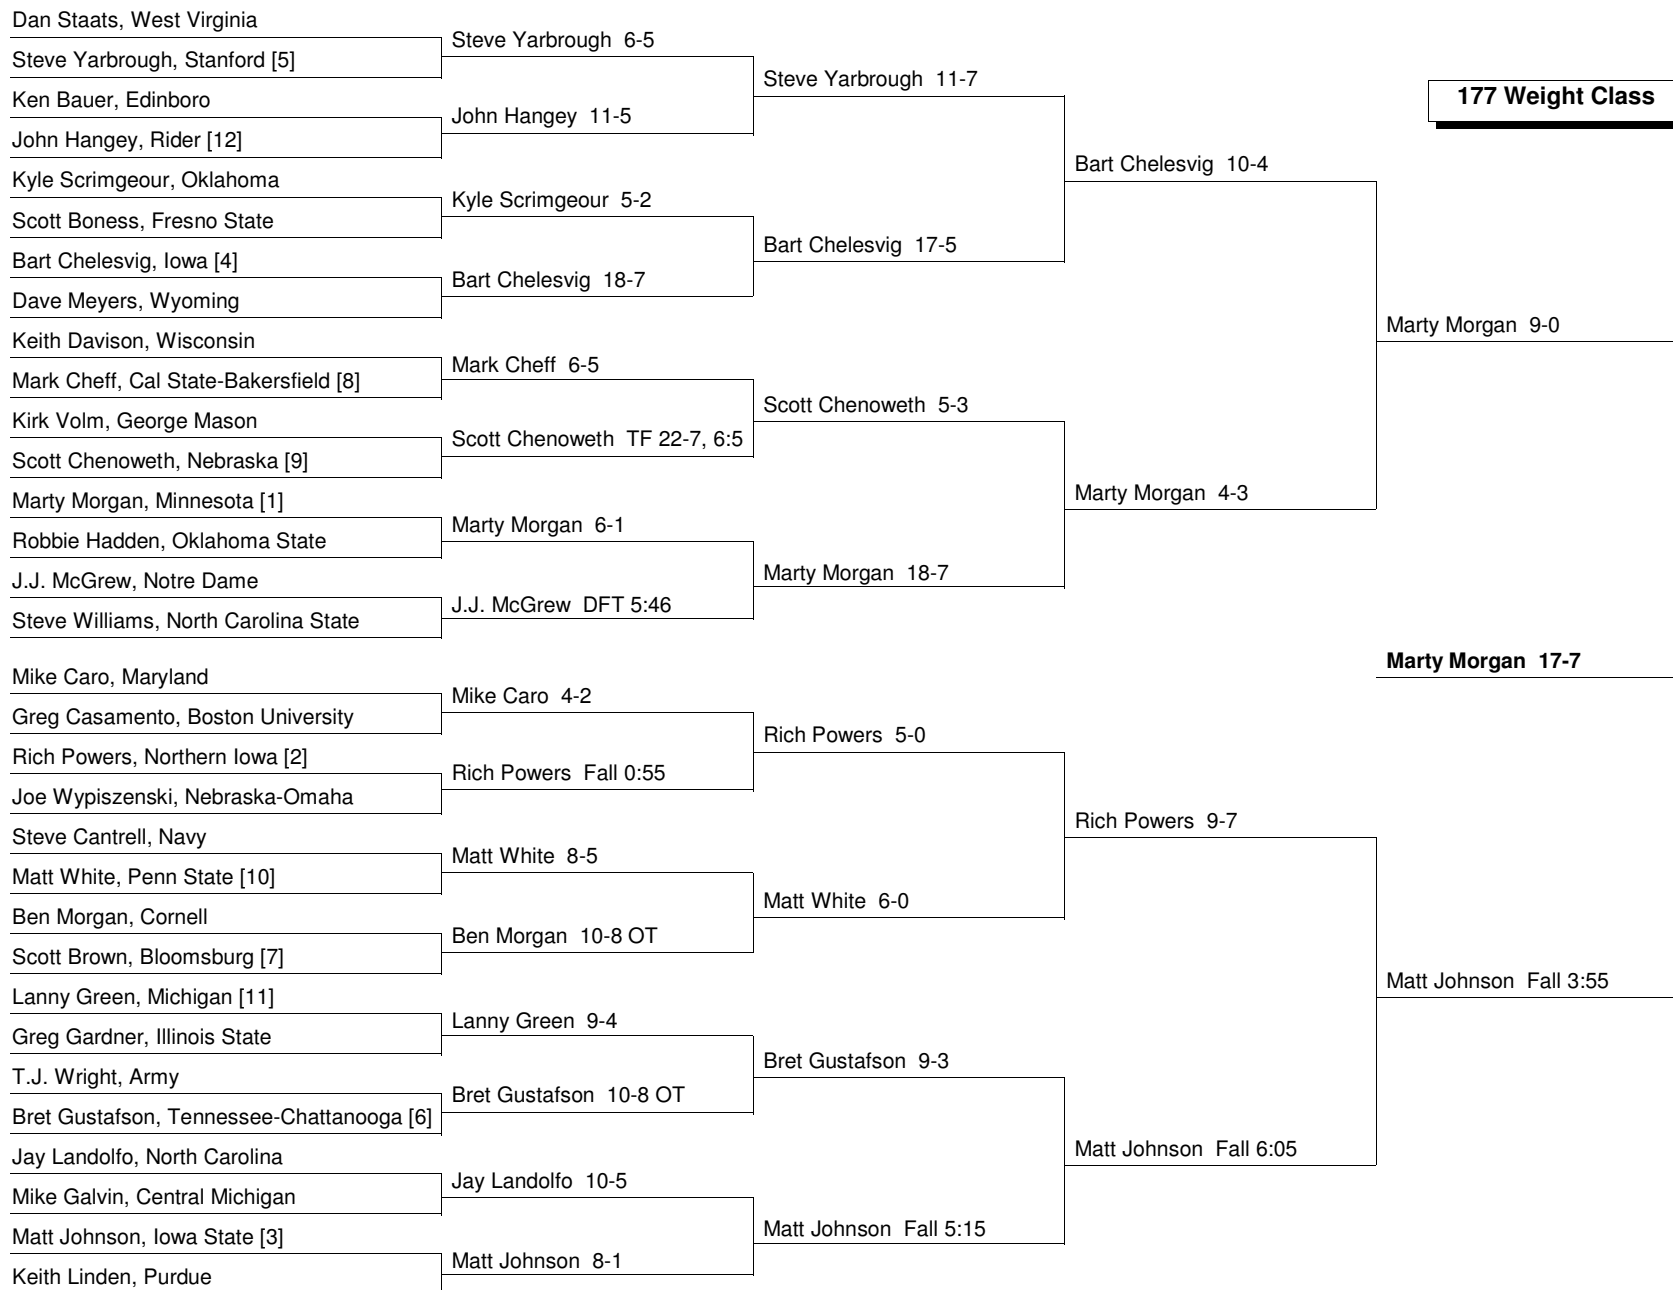 Dan Staats, West Virginia
Steve Yarbrough, Stanford [5]
Ken Bauer, Edinboro
John Hangey, Rider [12]
Kyle Scrimgeour, Oklahoma
Scott Boness, Fresno State
Bart Chelesvig, Iowa [4]
Dave Meyers, Wyoming
Keith Davison, Wisconsin
Mark Cheff, Cal State-Bakersfield [8]
Kirk Volm, George Mason
Scott Chenoweth, Nebraska [9]
Marty Morgan, Minnesota [1]
Robbie Hadden, Oklahoma State
J.J. McGrew, Notre Dame
Steve Williams, North Carolina State
Mike Caro, Maryland
Greg Casamento, Boston University
Rich Powers, Northern Iowa [2]
Joe Wypiszenski, Nebraska-Omaha
Steve Cantrell, Navy
Matt White, Penn State [10]
Ben Morgan, Cornell
Scott Brown, Bloomsburg [7]
Lanny Green, Michigan [11]
Greg Gardner, Illinois State
T.J. Wright, Army
Bret Gustafson, Tennessee-Chattanooga [6]
Jay Landolfo, North Carolina
Mike Galvin, Central Michigan
Matt Johnson, Iowa State [3]
Keith Linden, Purdue
Steve Yarbrough 6-5
John Hangey 11-5
Kyle Scrimgeour 5-2
Bart Chelesvig 18-7
Mark Cheff 6-5
Scott Chenoweth TF 22-7, 6:5
Marty Morgan 6-1
J.J. McGrew DFT 5:46
Mike Caro 4-2
Rich Powers Fall 0:55
Matt White 8-5
Ben Morgan 10-8 OT
Lanny Green 9-4
Bret Gustafson 10-8 OT
Jay Landolfo 10-5
Matt Johnson 8-1
Steve Yarbrough 11-7
Bart Chelesvig 17-5
Scott Chenoweth 5-3
Marty Morgan 18-7
Rich Powers 5-0
Matt White 6-0
Bret Gustafson 9-3
Matt Johnson Fall 5:15
Bart Chelesvig 10-4
Marty Morgan 4-3
Rich Powers 9-7
Matt Johnson Fall 6:05
177 Weight Class
Marty Morgan 9-0
Marty Morgan 17-7
Matt Johnson Fall 3:55